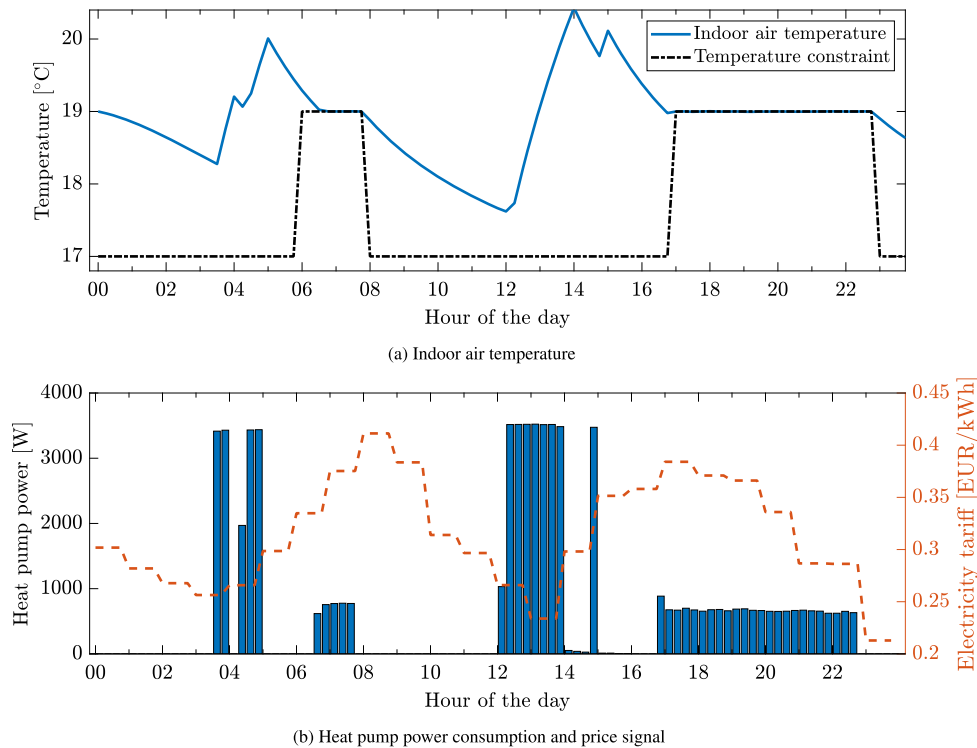 20
19
18
17
Temperature [°C]
Indoor air temperature
Temperature constraint
00 02 04 06 08 10 12 14 16 18 20 22
Hour of the day
(a) Indoor air temperature
4000
3000
2000
1000
0
Heat pump power [W]
0.45
0.4
0.35
0.3
0.25
0.2
Electricity tariff [EUR/kWh]
00 02 04 06 08 10 12 14 16 18 20 22
Hour of the day
(b) Heat pump power consumption and price signal